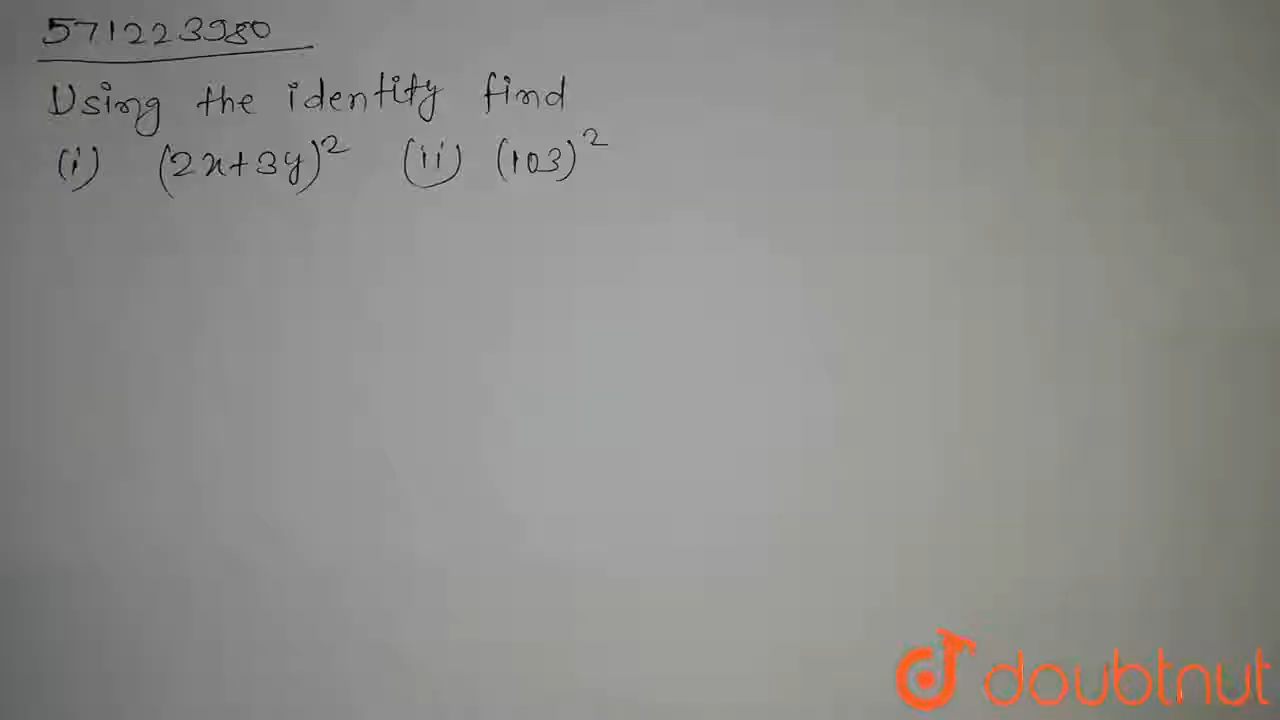 571223980
Using the identity find
(i) (2x+3y)² (ii) (103)²
doubtnut